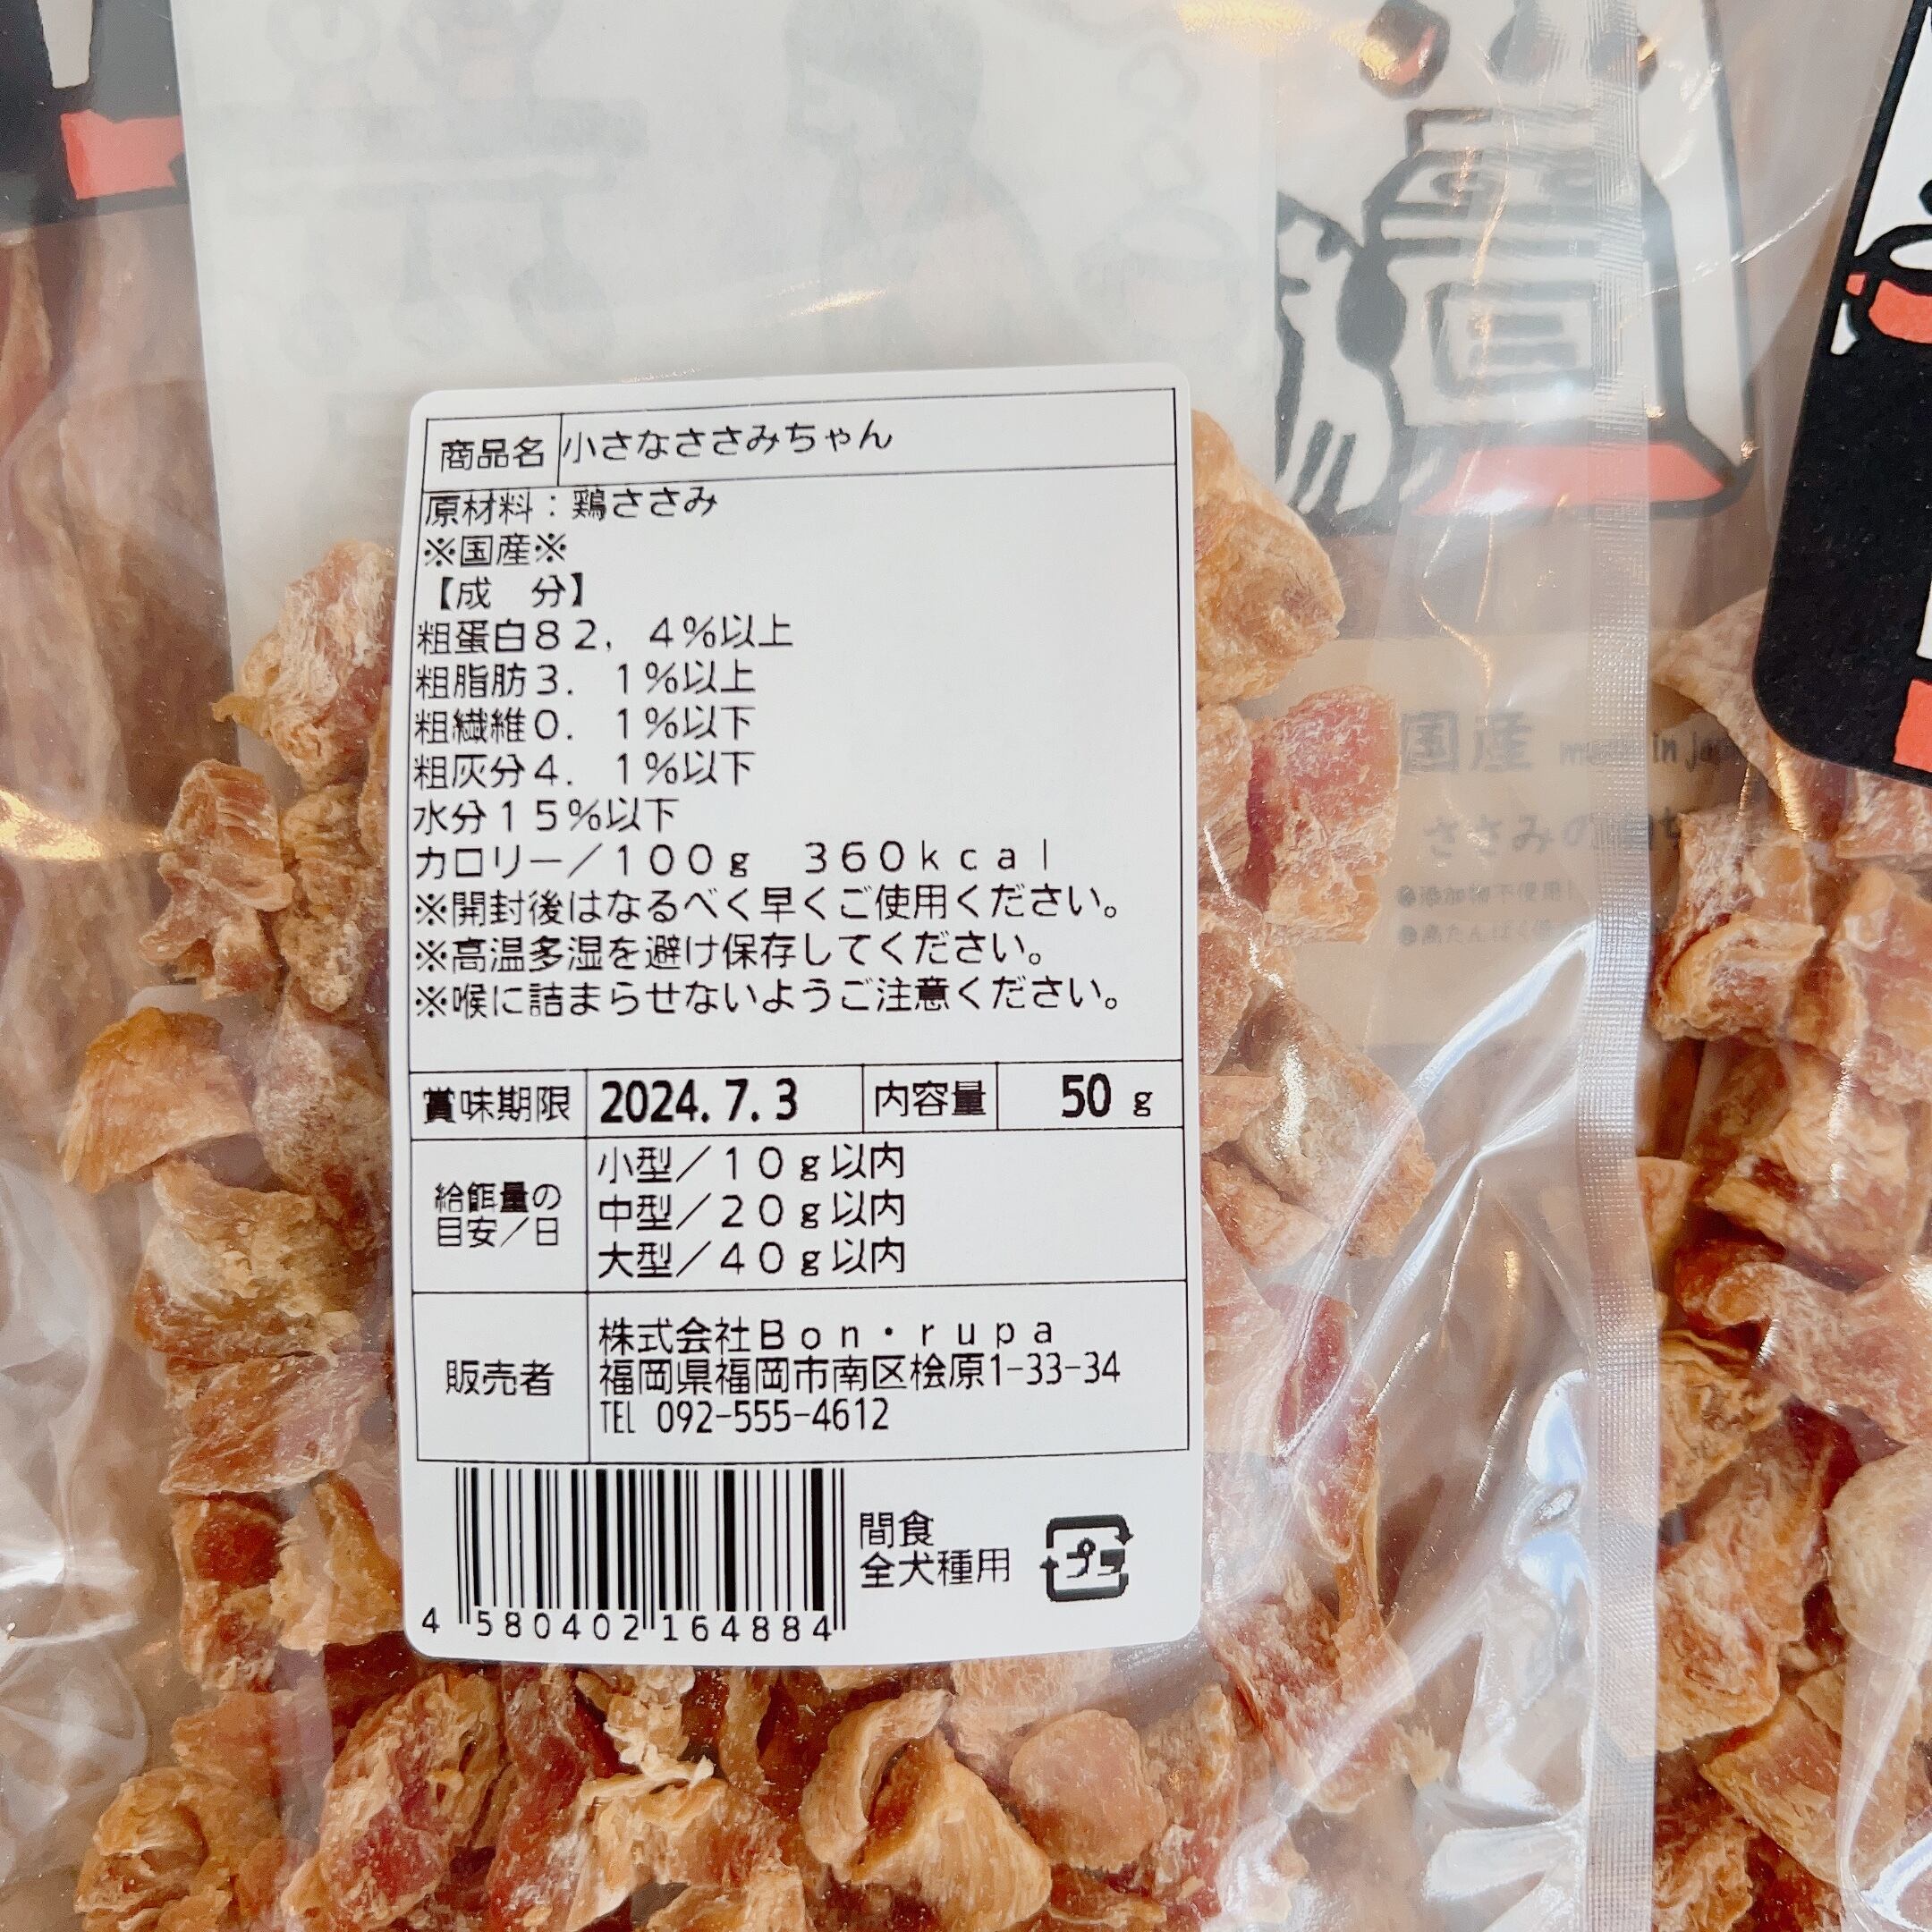 商品名 小さなささみちゃん
原材料：鶏ささみ
※国産※
【成　分】
粗蛋白８２．４％以上
粗脂肪３．１％以上
粗繊維０．１％以下
粗灰分４．１％以下
水分１５％以下
カロリー／１００ｇ　３６０ｋｃａｌ
※開封後はなるべく早くご使用ください。
※高温多湿を避け保存してください。
※喉に詰まらせないようご注意ください。
賞味期限 2024.7.3 内容量 50 g
給餌量の
目安／日
小型／１０ｇ以内
中型／２０ｇ以内
大型／４０ｇ以内
販売者
株式会社Ｂｏｎ・ｒｕｐａ
福岡県福岡市南区桧原1-33-34
TEL 092-555-4612
間食
全犬種用
プラ
4 580402 164884
国産
ささみ